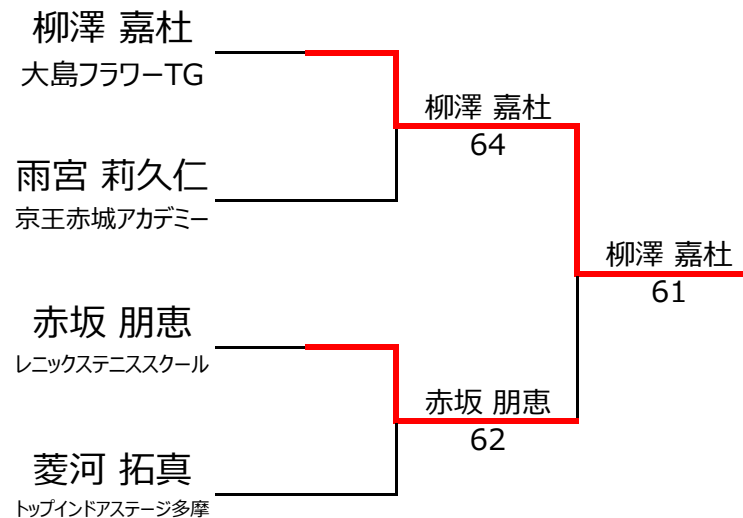 柳澤 嘉杜
大島フラワーTG
雨宮 莉久仁
京王赤城アカデミー
赤坂 朋恵
レニックステニススクール
菱河 拓真
トップインドアステージ多摩
柳澤 嘉杜
64
赤坂 朋恵
62
柳澤 嘉杜
61